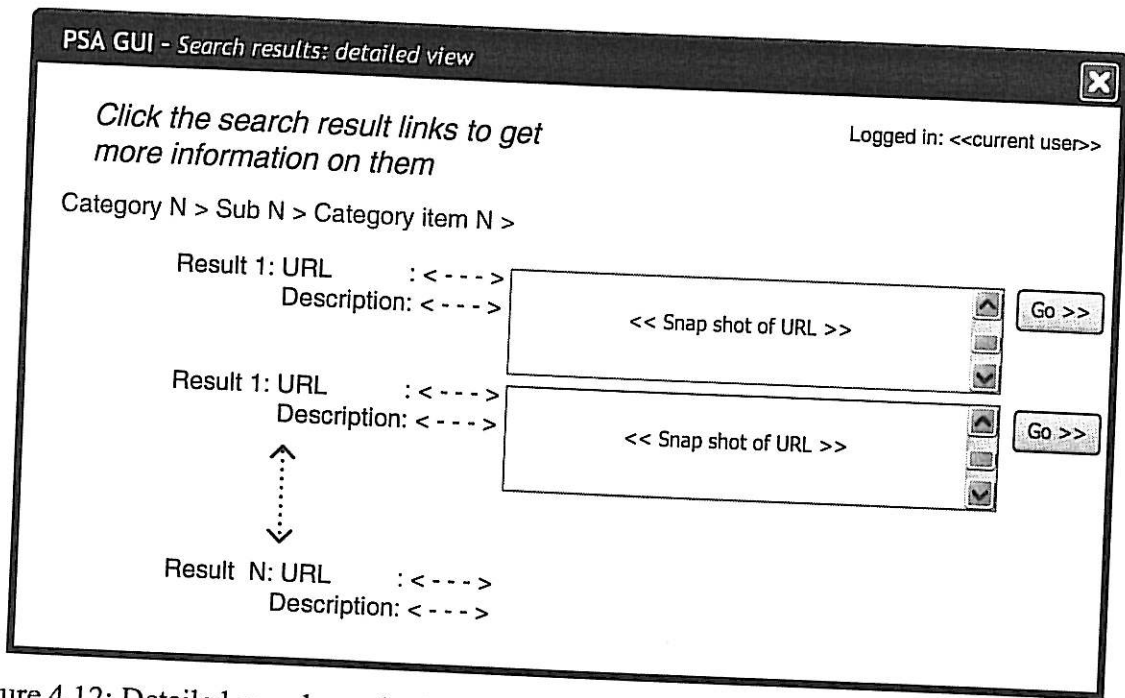 PSA GUI - Search results: detailed view
Click the search result links to get
more information on them
Logged in: <<current user>>
Category N > Sub N > Category item N >
Result 1: URL : < - - - >
Description: < - - - >
<< Snap shot of URL >>
Go >>
Result 1: URL : < - - - >
Description: < - - - >
<< Snap shot of URL >>
Go >>
Result N: URL : < - - - >
Description: < - - - >
4.12: